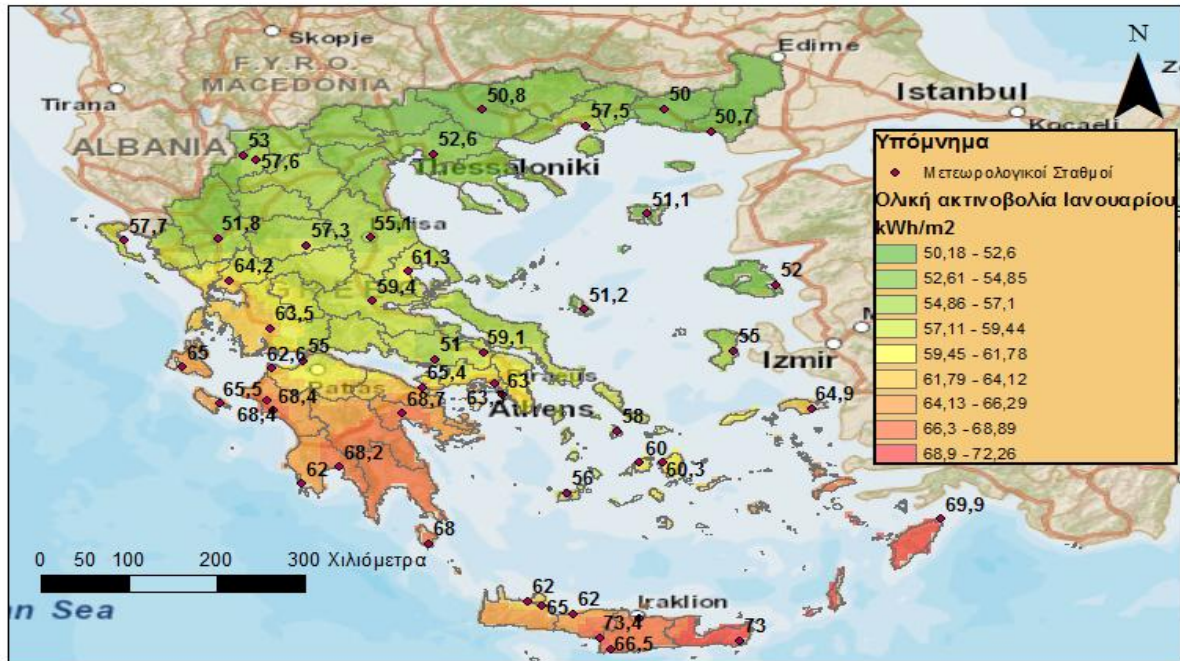 N
Skopje
F.Y.R.O.
MACEDONIA
Edirne
Tirana
Istanbul
Kocaeli
ALBANIA
Thessaloniki
50,8
57,5
50
50,7
52,6
53
57,6
51,1
57,7
51,8
57,3
55,1
61,3
64,2
59,4
52
51,2
63,5
55
51
59,1
55
Izmir
65
62,6
65,4
63
Patras
Athens
65,5
68,4
68,4
68,7
64,9
58
68,2
62
60
60,3
56
68
69,9
62
65
62
Iraklion
73,4
66,5
73
Υπόμνημα
Μετεωρολογικοί Σταθμοί
Ολική ακτινοβολία Ιανουαρίου
kWh/m2
50,18 - 52,6
52,61 - 54,85
54,86 - 57,1
57,11 - 59,44
59,45 - 61,78
61,79 - 64,12
64,13 - 66,29
66,3 - 68,89
68,9 - 72,26
0 50 100 200 300 Χιλιόμετρα
an Sea